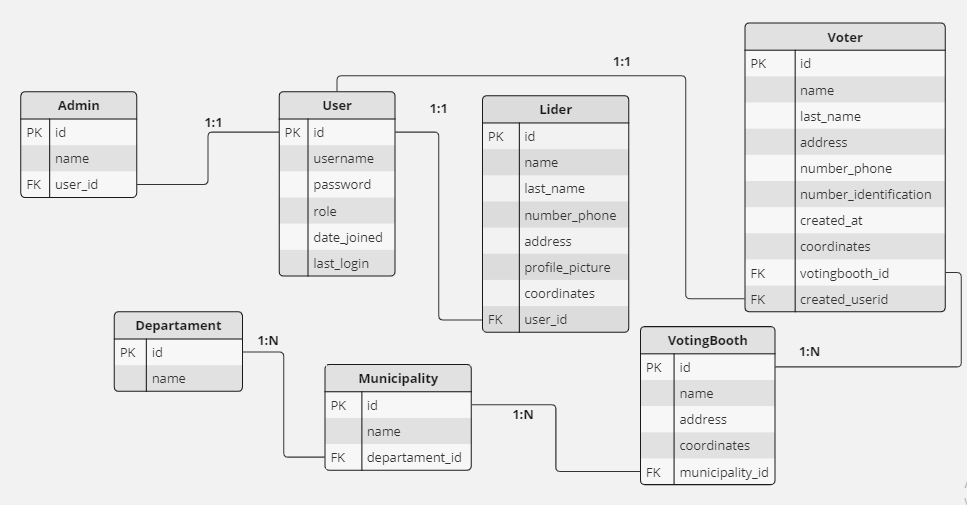 Admin
PK id
name
FK user_id
1:1
User
PK id
username
password
role
date_joined
last_login
1:1
Lider
PK id
name
last_name
number_phone
address
profile_picture
coordinates
FK user_id
1:1
Voter
PK id
name
last_name
address
number_phone
number_identification
created_at
coordinates
FK votingbooth_id
FK created_userid
Departament
PK id
name
1:N
Municipality
PK id
name
FK departament_id
1:N
VotingBooth
PK id
name
address
coordinates
FK municipality_id
1:N